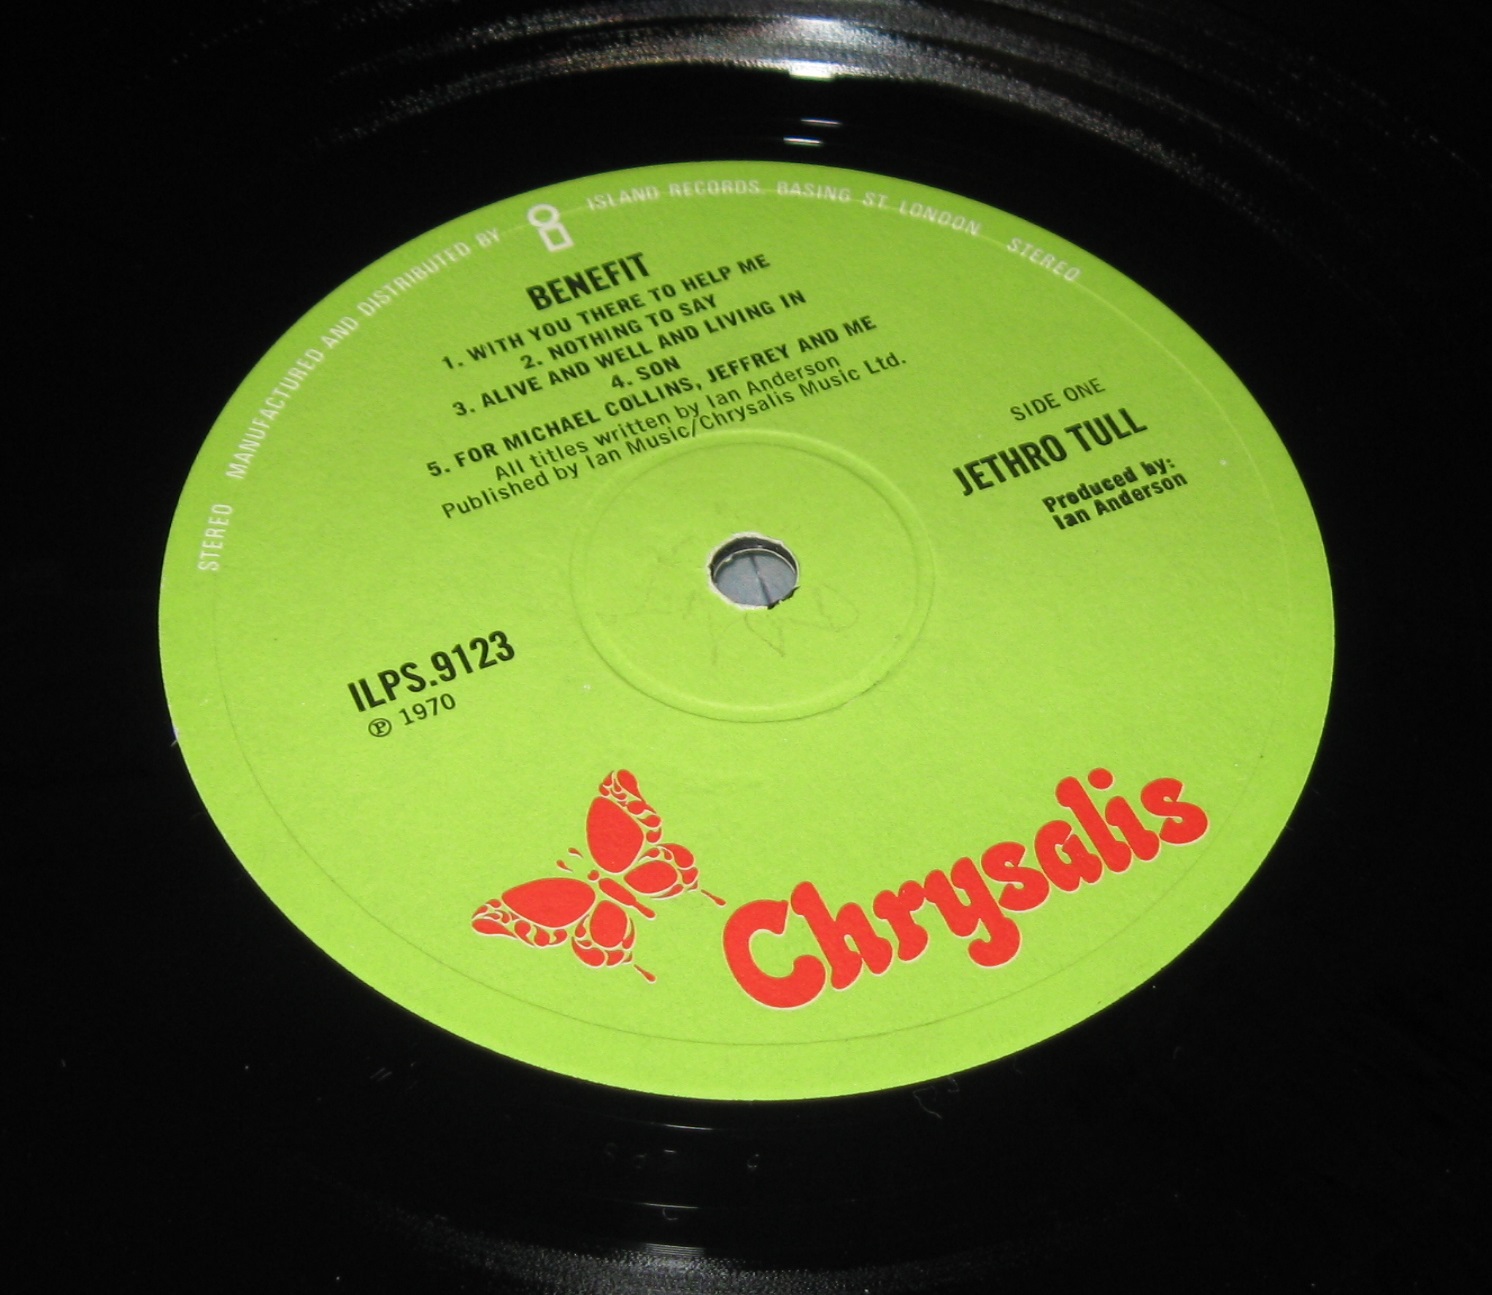 STEREO MANUFACTURED AND DISTRIBUTED BY ISLAND RECORDS. BASING ST. LONDON STEREO
BENEFIT
1. WITH YOU THERE TO HELP ME
2. NOTHING TO SAY
3. ALIVE AND WELL AND LIVING IN
4. SON
5. FOR MICHAEL COLLINS, JEFFREY AND ME
All titles written by Ian Anderson
Published by Ian Music/Chrysalis Music Ltd.
SIDE ONE
JETHRO TULL
Produced by:
Ian Anderson
ILPS.9123
℗ 1970
Chrysalis